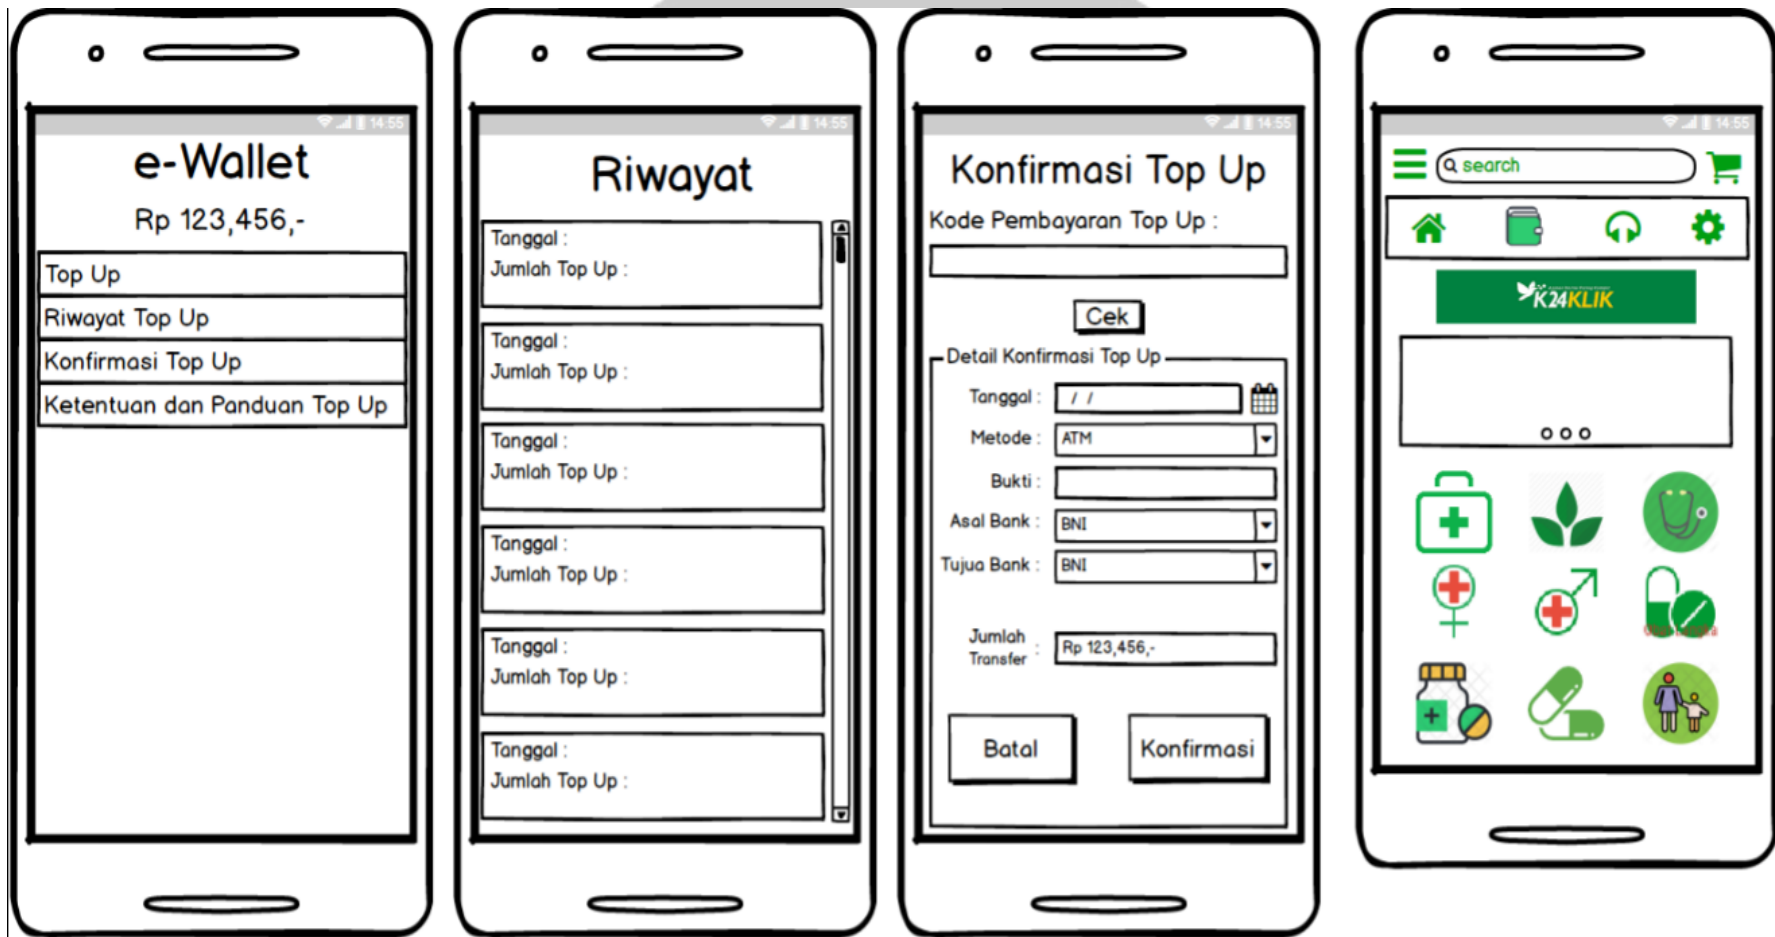 14:55
e-Wallet
Rp 123,456,-
Top Up
Riwayat Top Up
Konfirmasi Top Up
Ketentuan dan Panduan Top Up
14:55
Riwayat
Tanggal :
Jumlah Top Up :
Tanggal :
Jumlah Top Up :
Tanggal :
Jumlah Top Up :
Tanggal :
Jumlah Top Up :
Tanggal :
Jumlah Top Up :
Tanggal :
Jumlah Top Up :
14:55
Konfirmasi Top Up
Kode Pembayaran Top Up :
Cek
Detail Konfirmasi Top Up
Tanggal : / /
Metode : ATM
Bukti :
Asal Bank : BNI
Tujua Bank : BNI
Jumlah
Transfer : Rp 123,456,-
Batal Konfirmasi
14:55
search
K24KLIK